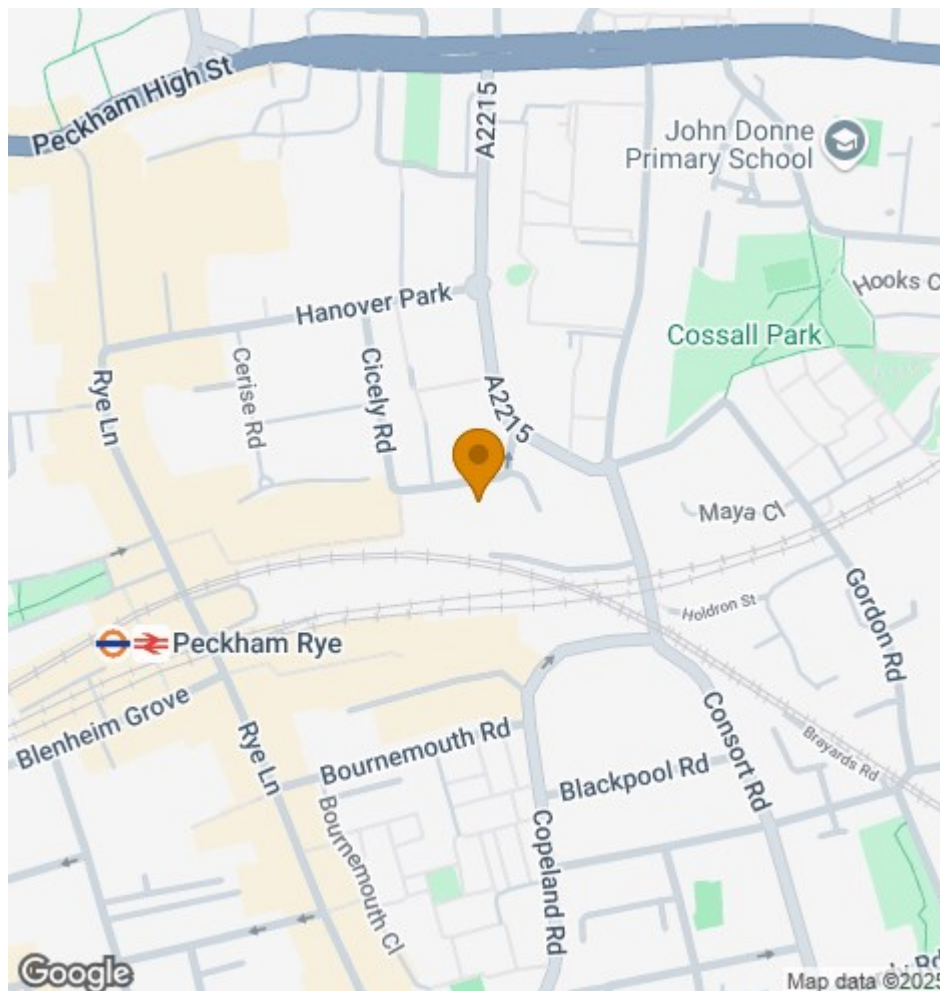 Peckham High St
A2215
John Donne
Primary School
Hooks C
Hanover Park
Cossall Park
Cerise Rd
Cicely Rd
Rye Ln
A2215
Maya Cl
Gordon Rd
Holdron St
Peckham Rye
Blenheim Grove
Rye Ln
Bournemouth Rd
Consort Rd
Brayards Rd
Blackpool Rd
Bournemouth Cl
Copeland Rd
Google
Map data ©2025